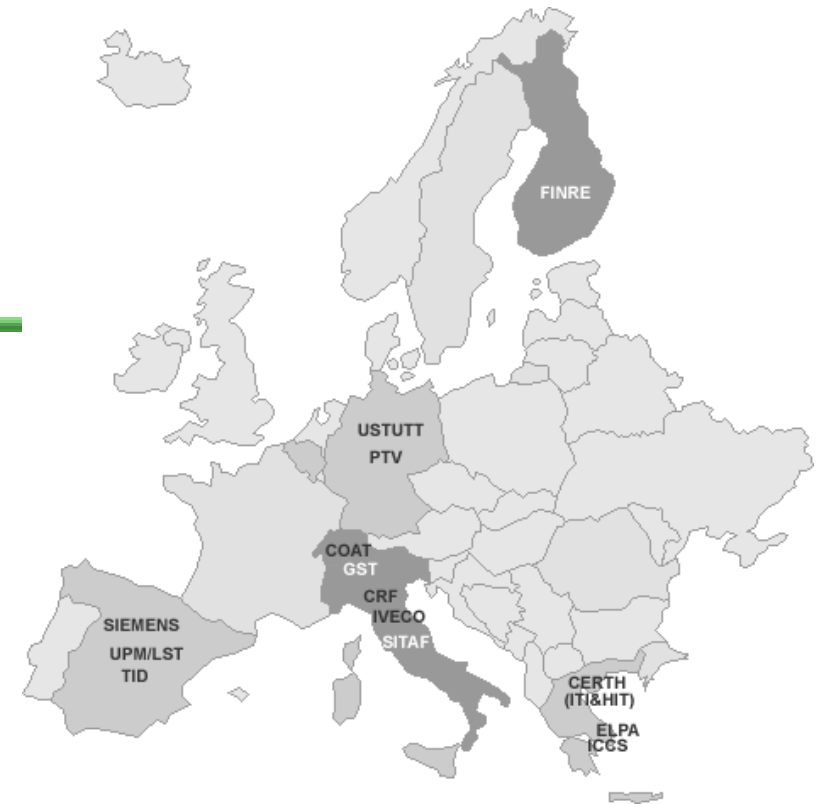 FINRE
USTUTT
PTV
COAT
GST
CRF
IVECO
SITAF
SIEMENS
UPM/LST
TID
CERTH
(ITI&HIT)
ELPA
ICCS